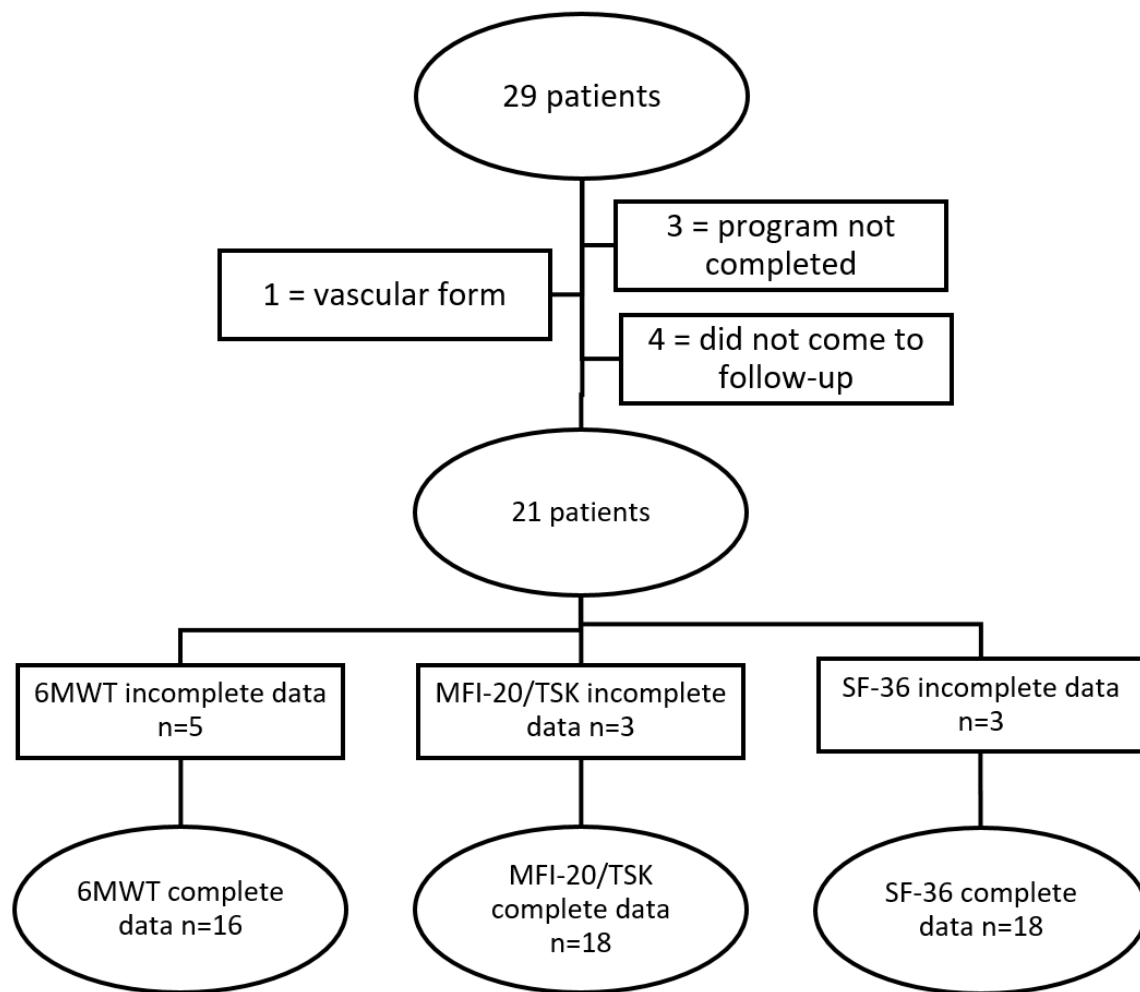 29 patients
3 = program not
completed
1 = vascular form
4 = did not come to
follow-up
21 patients
6MWT incomplete data
n=5
MFI-20/TSK incomplete
data n=3
SF-36 incomplete data
n=3
6MWT complete
data n=16
MFI-20/TSK
complete data
n=18
SF-36 complete
data n=18